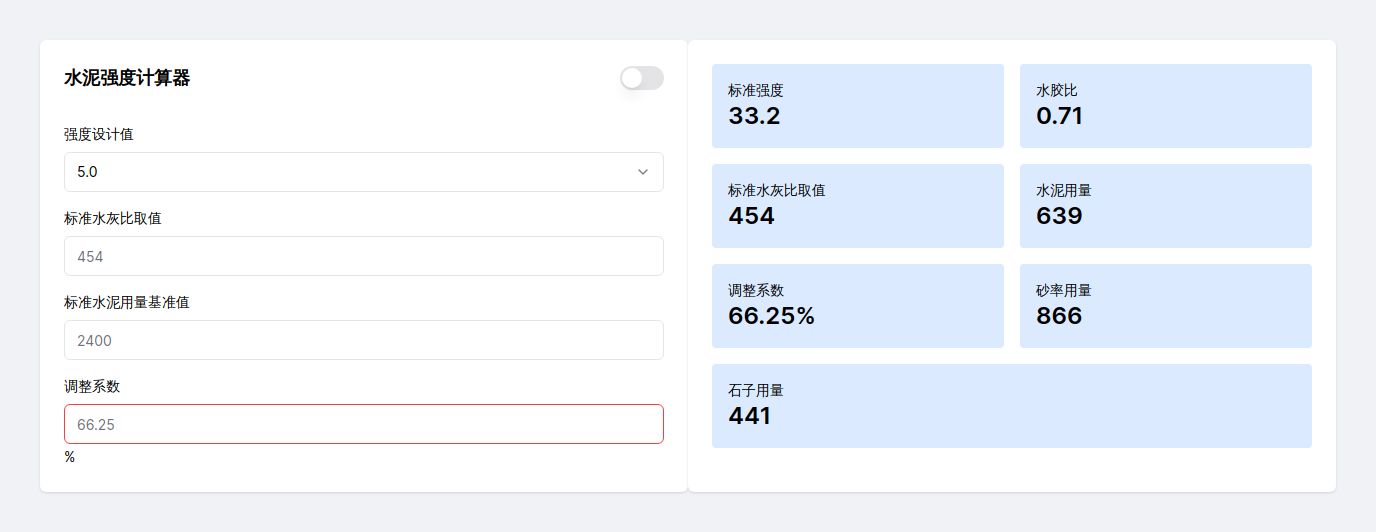 水泥强度计算器
强度设计值
5.0
标准水灰比取值
454
标准水泥用量基准值
2400
调整系数
66.25
%
标准强度
33.2
水胶比
0.71
标准水灰比取值
454
水泥用量
639
调整系数
66.25%
砂率用量
866
石子用量
441